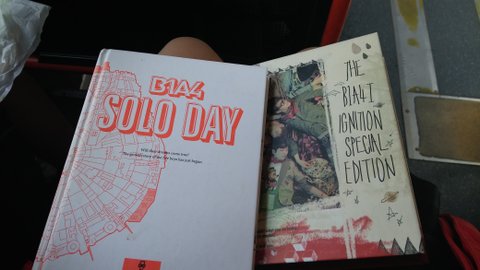 B1A4
SOLO DAY
THE
B1A4 I
IGNITION
SPECIAL
EDITION